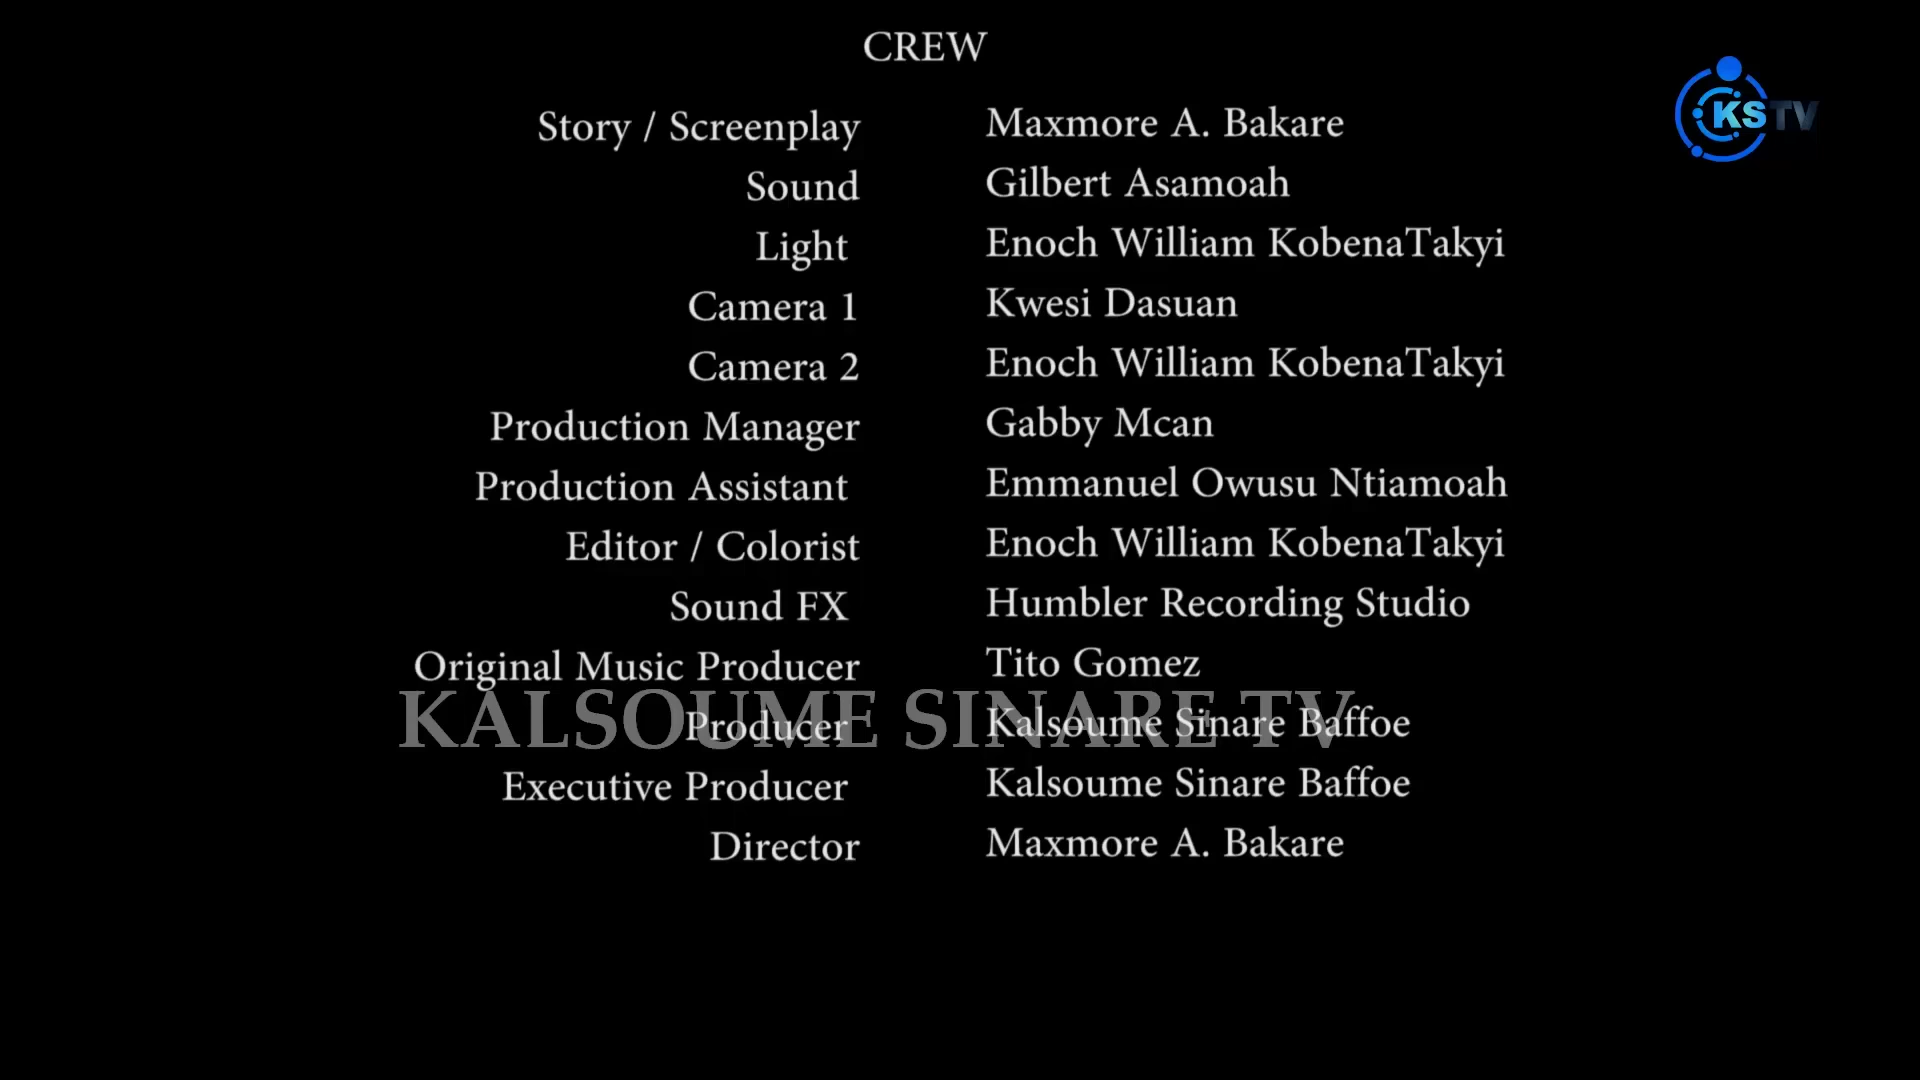 CREW
KSTV
Story / Screenplay Maxmore A. Bakare
Sound Gilbert Asamoah
Light Enoch William KobenaTakyi
Camera 1 Kwesi Dasuan
Camera 2 Enoch William KobenaTakyi
Production Manager Gabby Mcan
Production Assistant Emmanuel Owusu Ntiamoah
Editor / Colorist Enoch William KobenaTakyi
Sound FX Humbler Recording Studio
Original Music Producer Tito Gomez
KALSOUME SINARE TV
Producer Kalsoume Sinare Baffoe
Executive Producer Kalsoume Sinare Baffoe
Director Maxmore A. Bakare